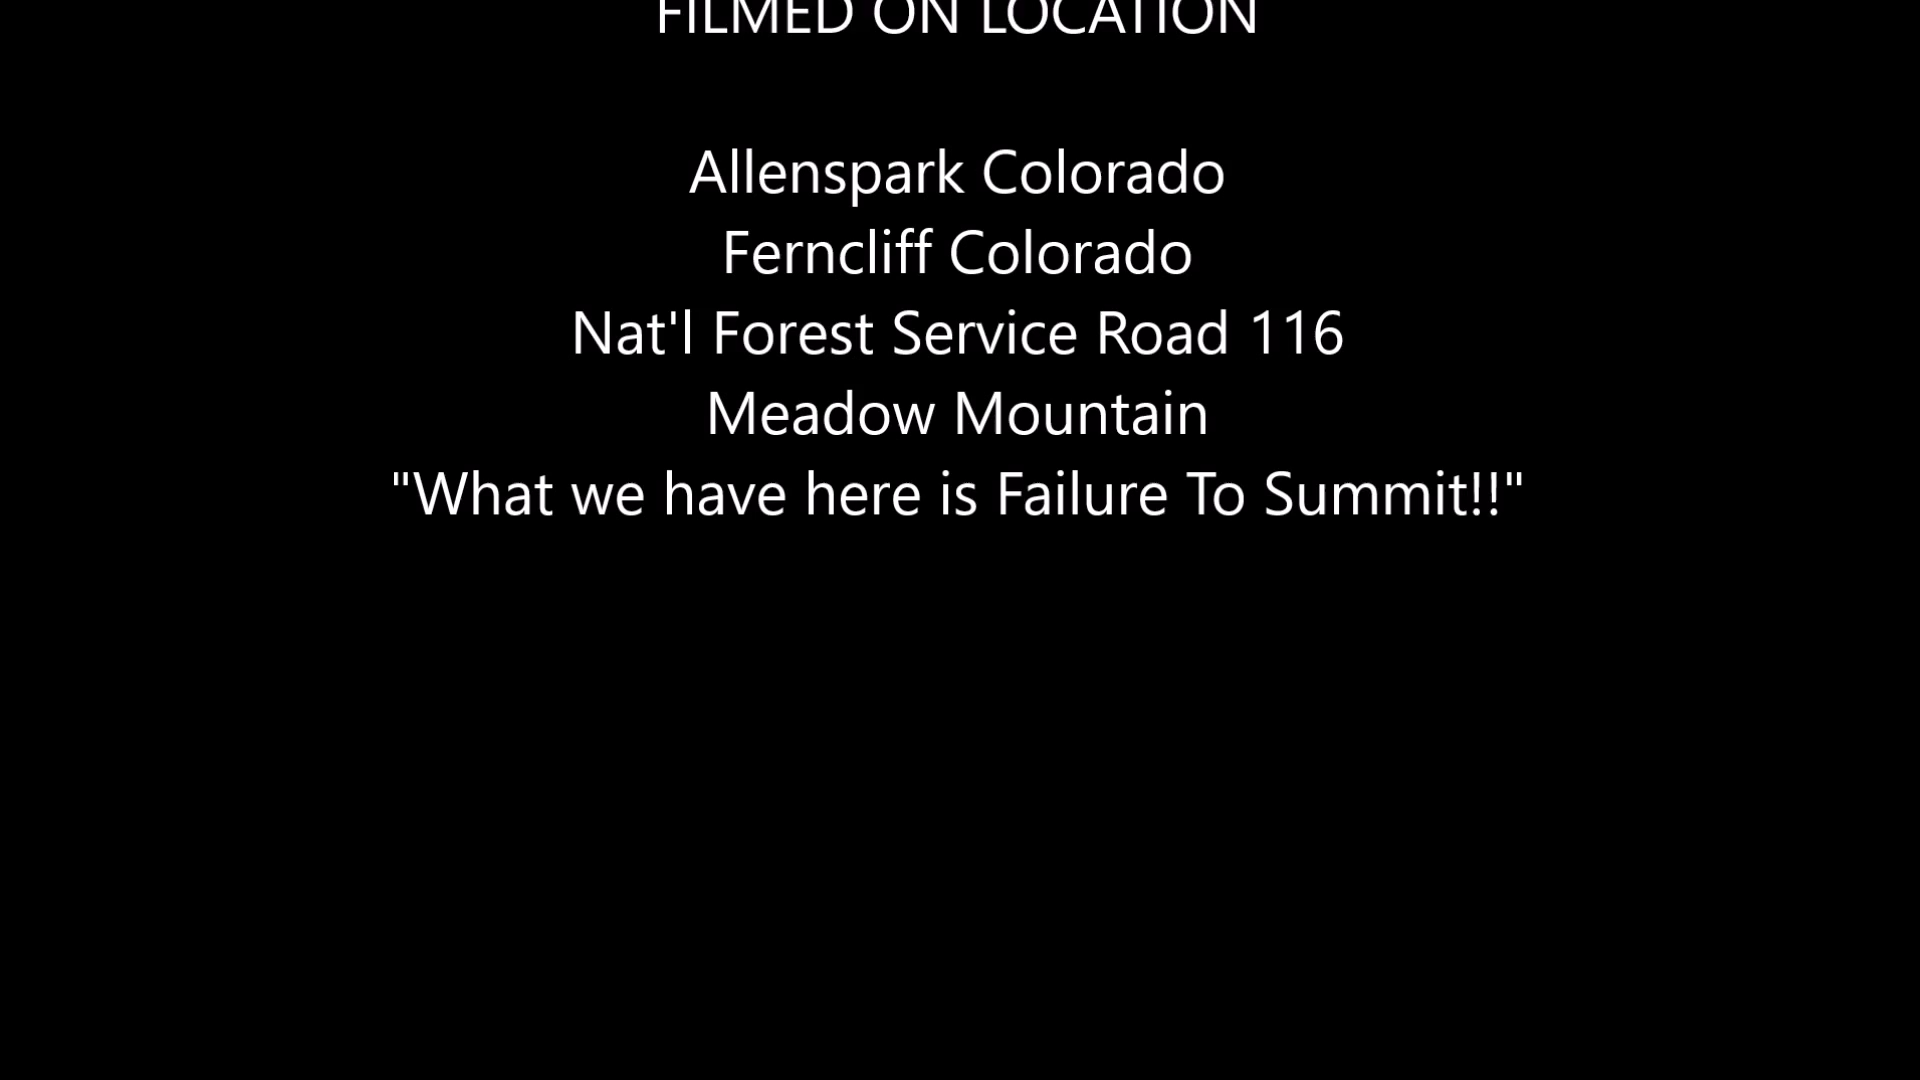 FILMED ON LOCATION
Allenspark Colorado
Ferncliff Colorado
Nat'l Forest Service Road 116
Meadow Mountain
"What we have here is Failure To Summit!!"